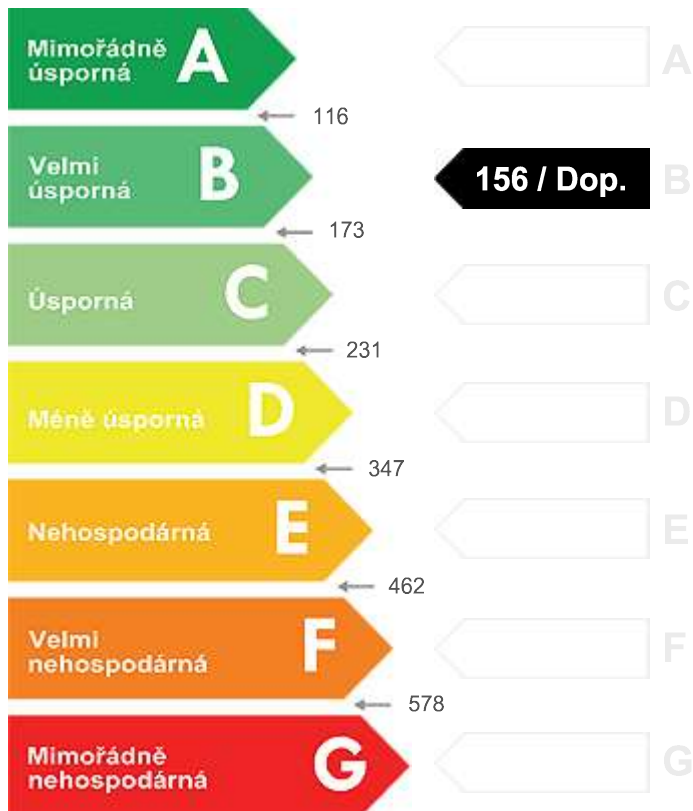 Mimořádně
úsporná
A
A
116
Velmi
úsporná
B
156 / Dop.
B
173
Úsporná
C
C
231
Méně úsporná
D
D
347
Nehospodárná
E
E
462
Velmi
nehospodárná
F
F
578
Mimořádně
nehospodárná
G
G